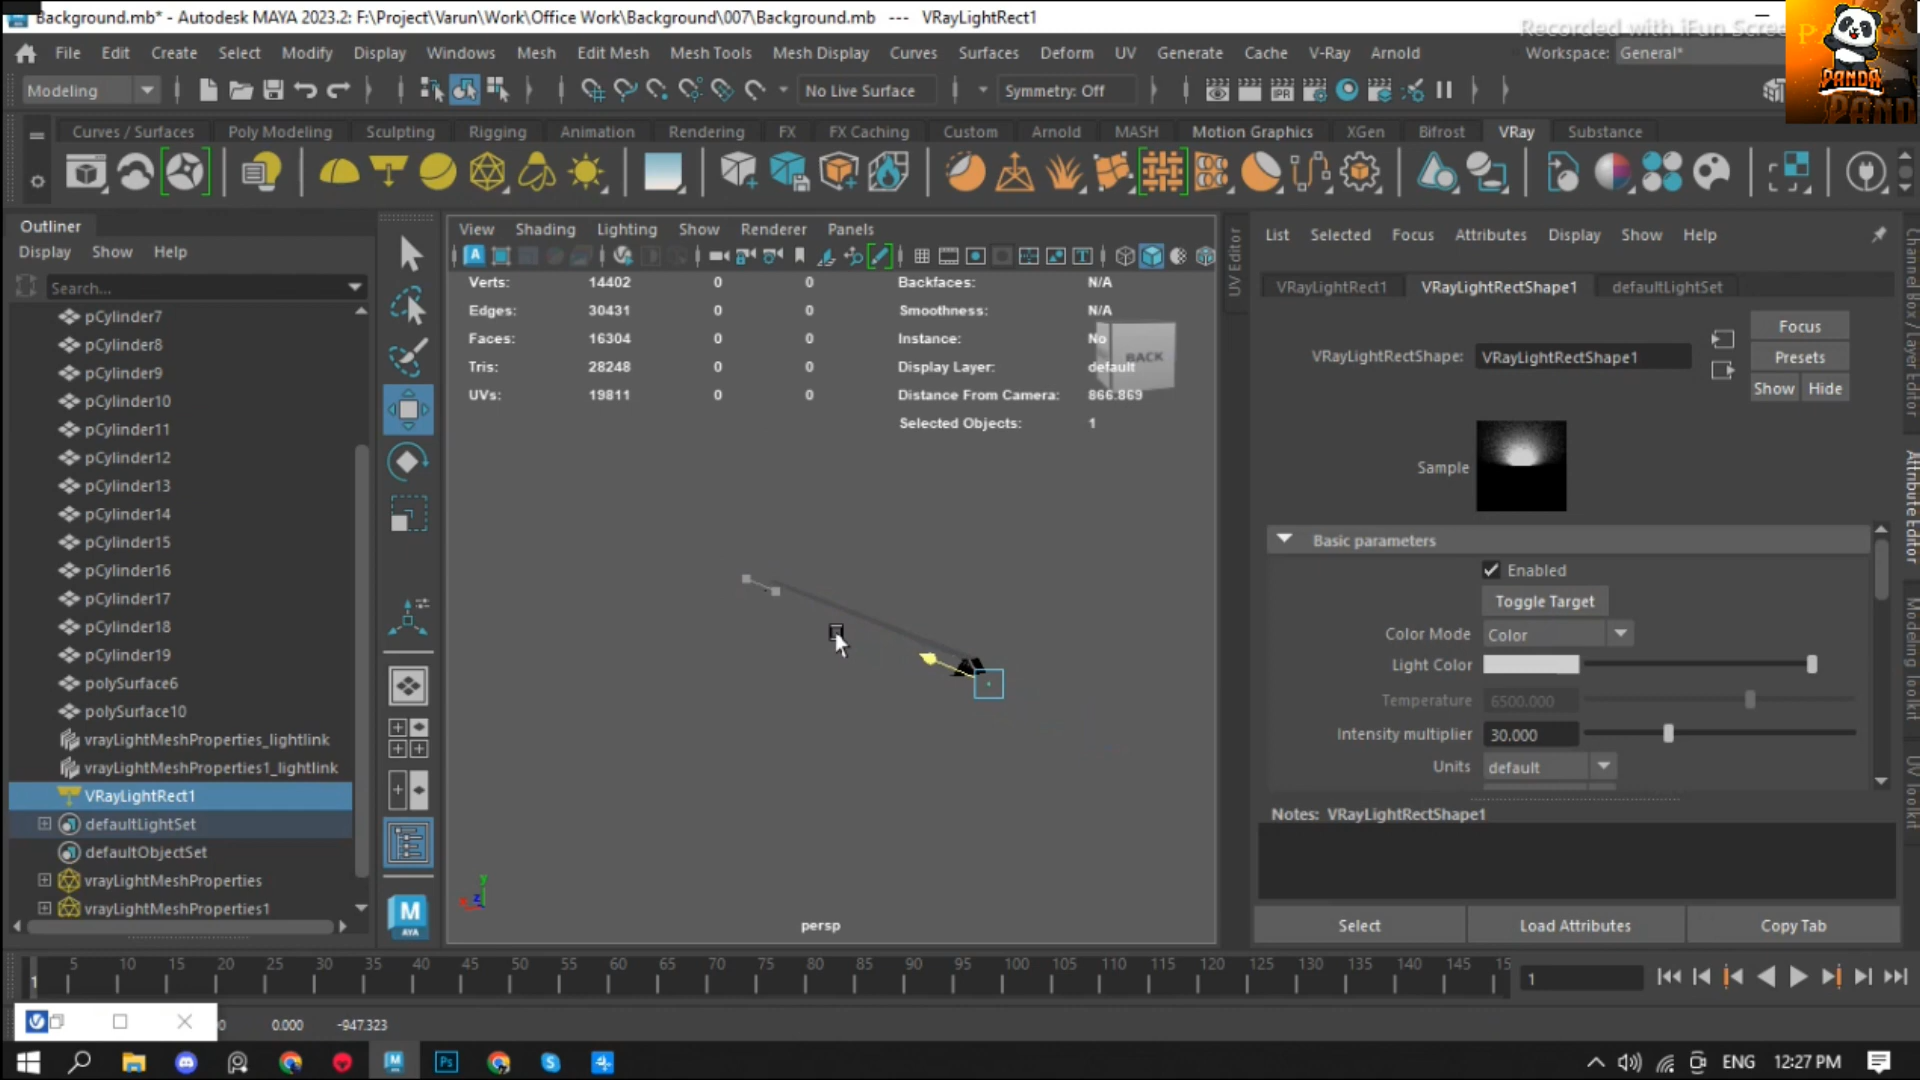 Background.mb* - Autodesk MAYA 2023.2: F:\Project\Varun\Work\Office Work\Background\007\Background.mb --- VRayLightRect1
Recorded with iFun Scree
PANDA
File Edit Create Select Modify Display Windows Mesh Edit Mesh Mesh Tools Mesh Display Curves Surfaces Deform UV Generate Cache V-Ray Arnold Workspace: General*
Modeling No Live Surface Symmetry: Off IPR
Curves / Surfaces Poly Modeling Sculpting Rigging Animation Rendering FX FX Caching Custom Arnold MASH Motion Graphics XGen Bifrost VRay Substance
Outliner
Display Show Help
Search...
pCylinder7
pCylinder8
pCylinder9
pCylinder10
pCylinder11
pCylinder12
pCylinder13
pCylinder14
pCylinder15
pCylinder16
pCylinder17
pCylinder18
pCylinder19
polySurface6
polySurface10
vrayLightMeshProperties_lightlink
vrayLightMeshProperties1_lightlink
VRayLightRect1
defaultLightSet
defaultObjectSet
vrayLightMeshProperties
vrayLightMeshProperties1
M
AYA
View Shading Lighting Show Renderer Panels
Verts: 14402 0 0 Backfaces: N/A
Edges: 30431 0 0 Smoothness: N/A
Faces: 16304 0 0 Instance: No
Tris: 28248 0 0 Display Layer: default
UVs: 19811 0 0 Distance From Camera: 866.869
Selected Objects: 1
BACK
y
z
persp
UV Editor
List Selected Focus Attributes Display Show Help
VRayLightRect1 VRayLightRectShape1 defaultLightSet
Focus
VRayLightRectShape: VRayLightRectShape1 Presets
Show Hide
Sample
Basic parameters
Enabled
Toggle Target
Color Mode Color
Light Color
Temperature 6500.000
Intensity multiplier 30.000
Units default
Notes: VRayLightRectShape1
Select Load Attributes Copy Tab
Channel Box / Layer Editor
Attribute Editor
Modeling Toolkit
UV Toolkit
1 5 10 15 20 25 30 35 40 45 50 55 60 65 70 75 80 85 90 95 100 105 110 115 120 125 130 135 140 145 15 1
0 0.000 -947.323
Ps ENG 12:27 PM